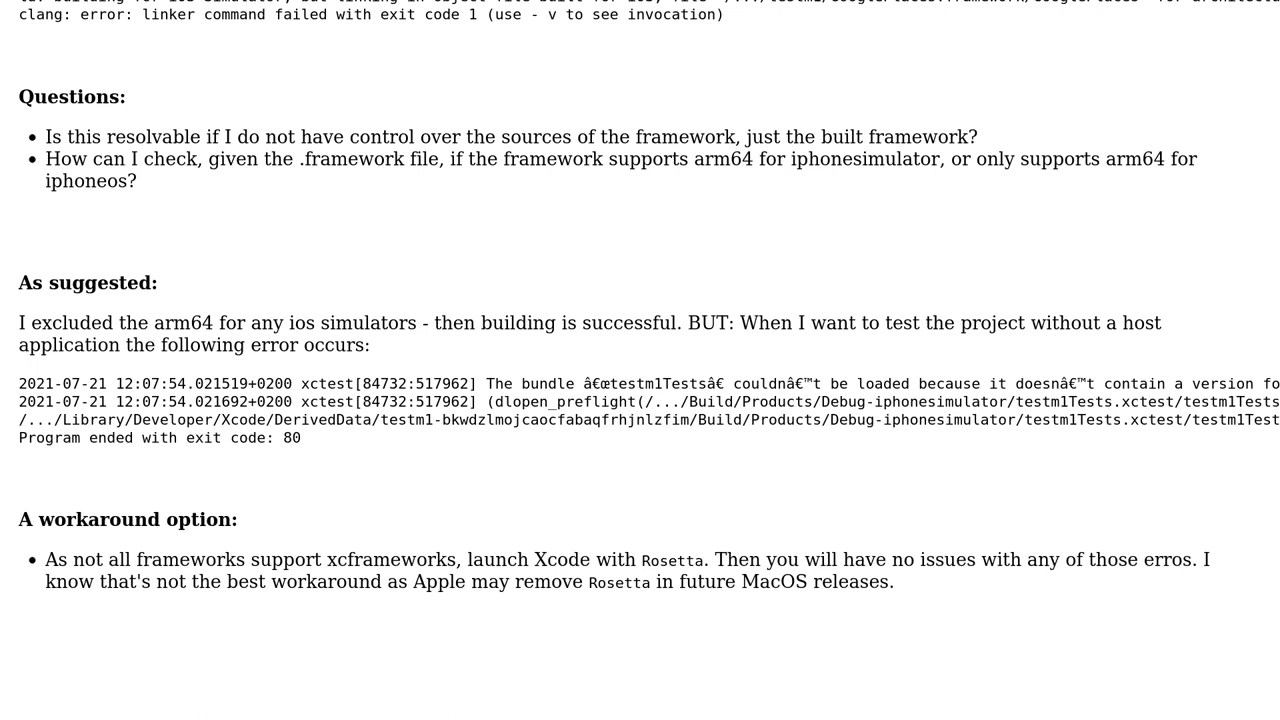 clang: error: linker command failed with exit code 1 (use - v to see invocation)
Questions:
• Is this resolvable if I do not have control over the sources of the framework, just the built framework?
• How can I check, given the .framework file, if the framework supports arm64 for iphonesimulator, or only supports arm64 for
iphoneos?
As suggested:
I excluded the arm64 for any ios simulators - then building is successful. BUT: When I want to test the project without a host
application the following error occurs:
2021-07-21 12:07:54.021519+0200 xctest[84732:517962] The bundle â€œtestm1Testsâ€ couldnâ€™t be loaded because it doesnâ€™t contain a version fo
2021-07-21 12:07:54.021692+0200 xctest[84732:517962] (dlopen_preflight(/.../Build/Products/Debug-iphonesimulator/testm1Tests.xctest/testm1Tests
/.../Library/Developer/Xcode/DerivedData/testm1-bkwdzlmojcaocfabaqfrhjnlzfim/Build/Products/Debug-iphonesimulator/testm1Tests.xctest/testm1Test
Program ended with exit code: 80
A workaround option:
• As not all frameworks support xcframeworks, launch Xcode with Rosetta. Then you will have no issues with any of those erros. I
know that's not the best workaround as Apple may remove Rosetta in future MacOS releases.